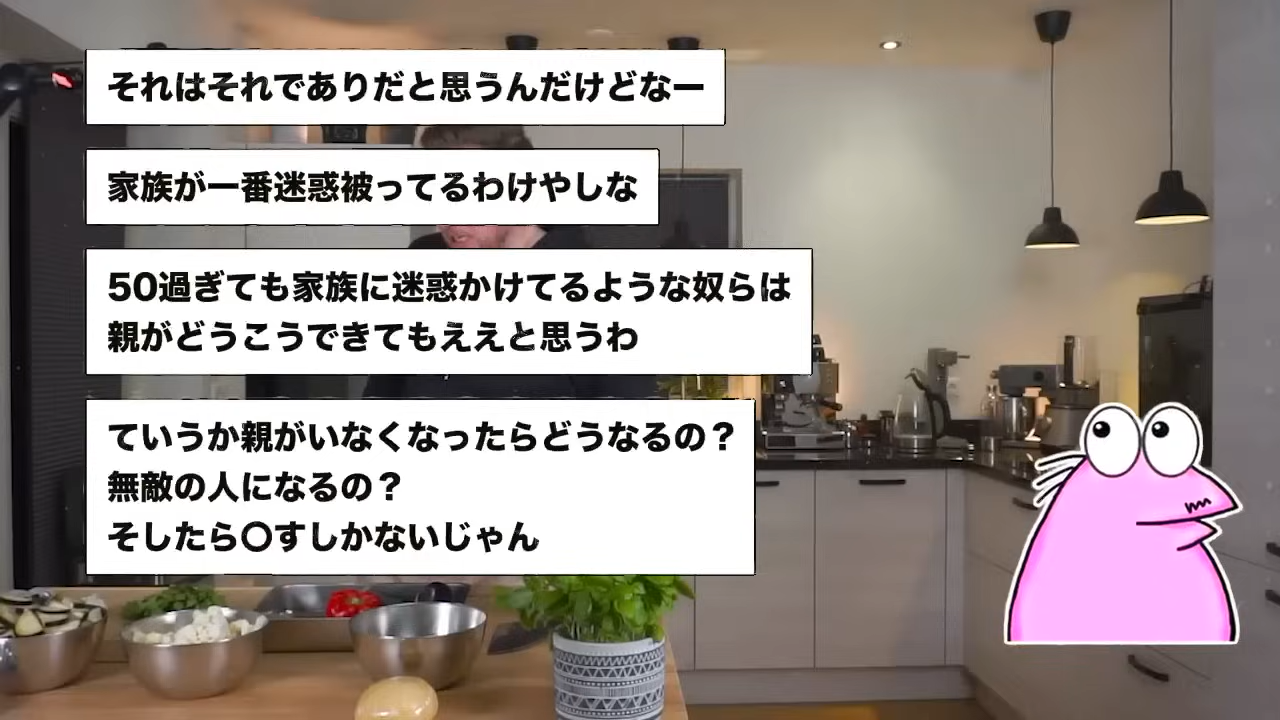 それはそれでありだと思うんだけどなー
家族が一番迷惑被ってるわけやしな
50過ぎても家族に迷惑かけてるような奴らは
親がどうこうできてもええと思うわ
ていうか親がいなくなったらどうなるの？
無敵の人になるの？
そしたら〇すしかないじゃん